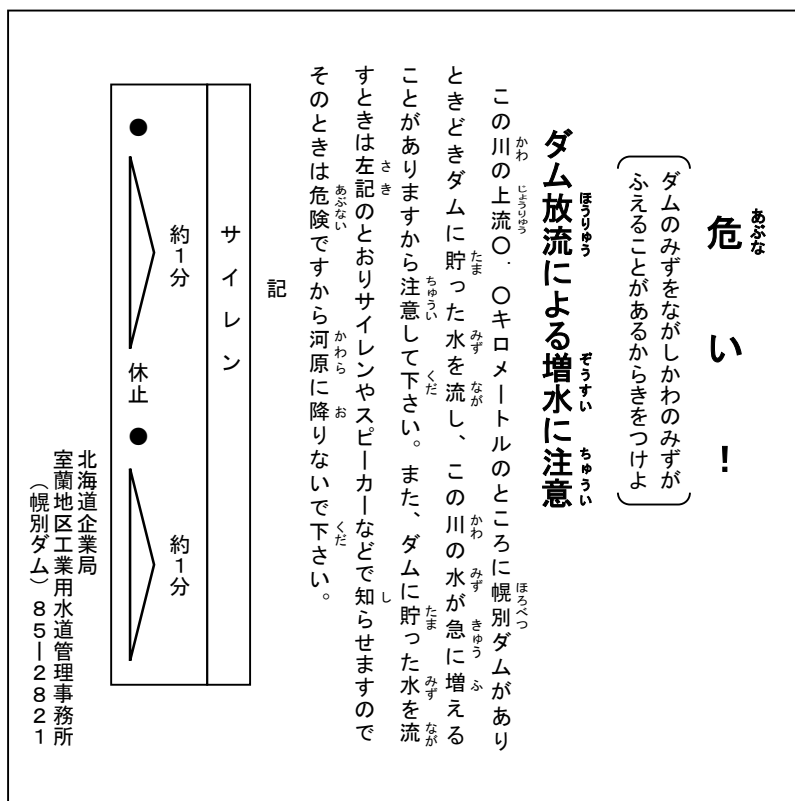 危い!
ダムのみずをながしかわのみずが
ふえることがあるからきをつけよ
ダム放流による増水に注意
この川の上流〇.〇キロメートルのところに幌別ダムがあり
ときどきダムに貯った水を流し、この川の水が急に増える
ことがありますから注意して下さい。また、ダムに貯った水を流
すときは左記のとおりサイレンやスピーカーなどで知らせますので
そのときは危険ですから河原に降りないで下さい。
記
サイレン
約1分 休止 約1分
北海道企業局
室蘭地区工業用水道管理事務所
(幌別ダム)85ー2821